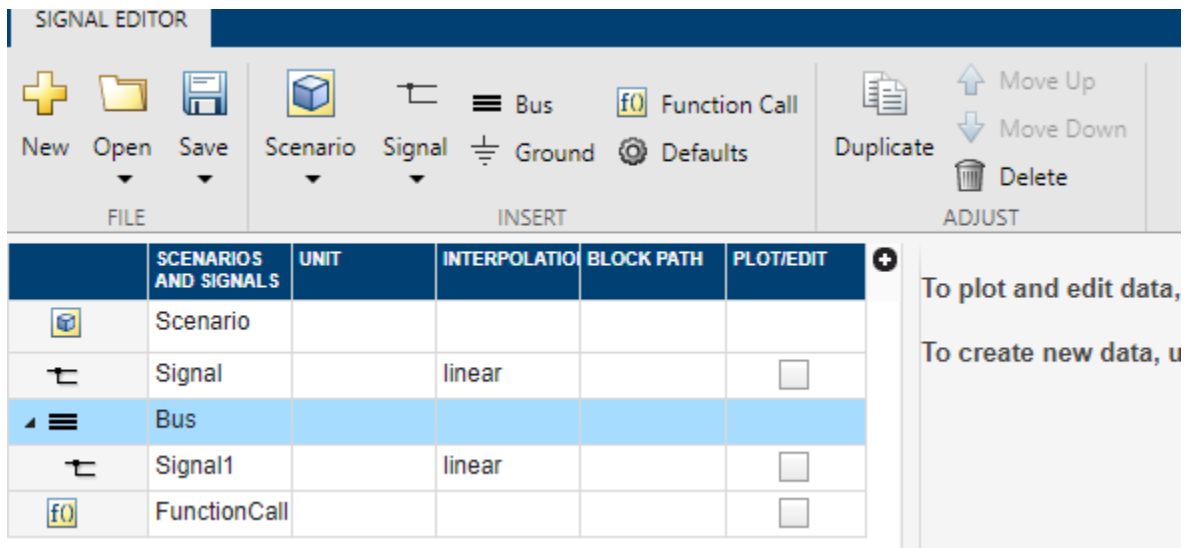 SIGNAL EDITOR
New Open Save Scenario Signal Bus Ground f() Function Call Defaults Duplicate Move Up Move Down Delete
FILE INSERT ADJUST
SCENARIOS AND SIGNALS UNIT INTERPOLATIO BLOCK PATH PLOT/EDIT
Scenario
Signal linear
Bus
Signal1 linear
f() FunctionCall
To plot and edit data,
To create new data, u